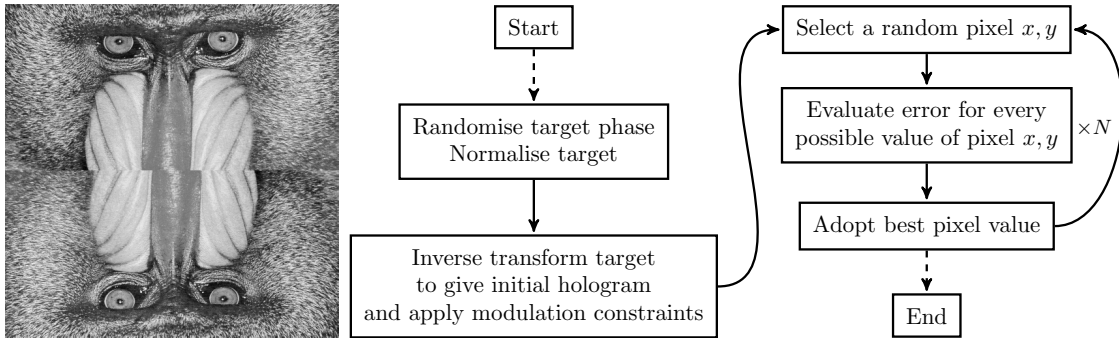 Start
Randomise target phase
Normalise target
Inverse transform target
to give initial hologram
and apply modulation constraints
Select a random pixel x, y
Evaluate error for every
possible value of pixel x, y
×N
Adopt best pixel value
End